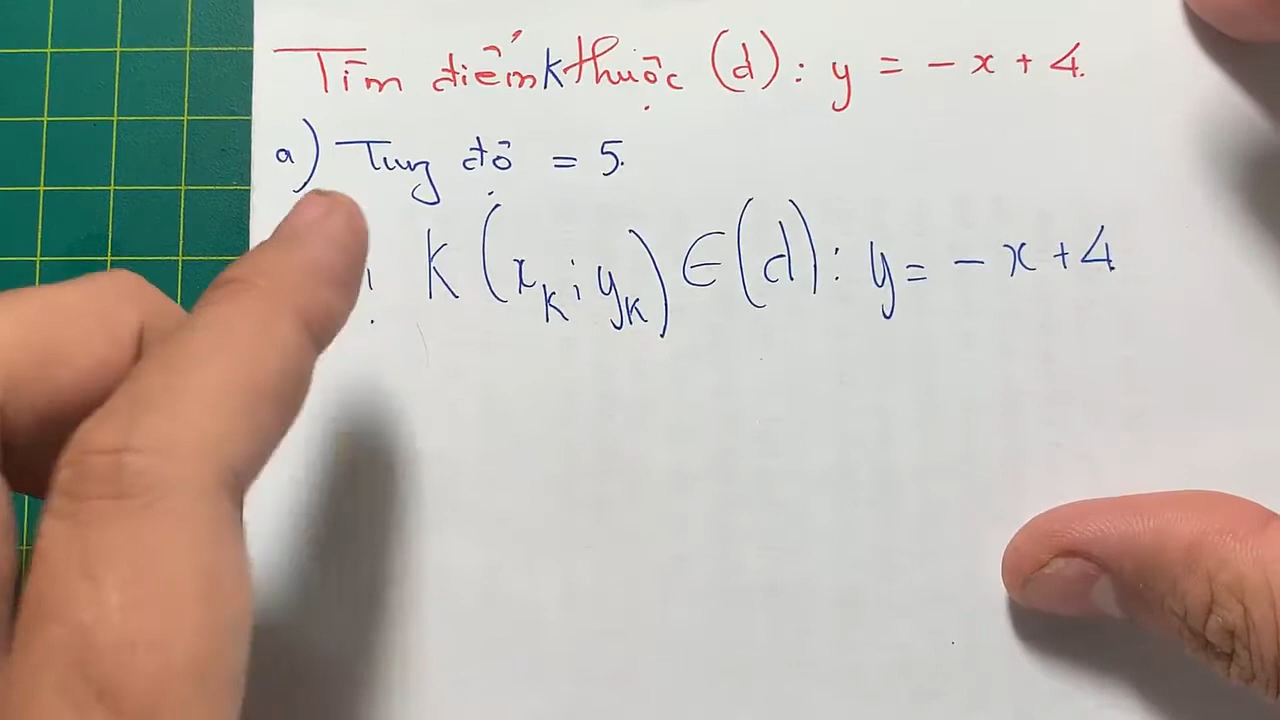 Tìm điểm K thuộc (d): y = -x + 4.
a) Tung độ = 5.
K (x_K; y_K) ∈ (d): y = -x + 4